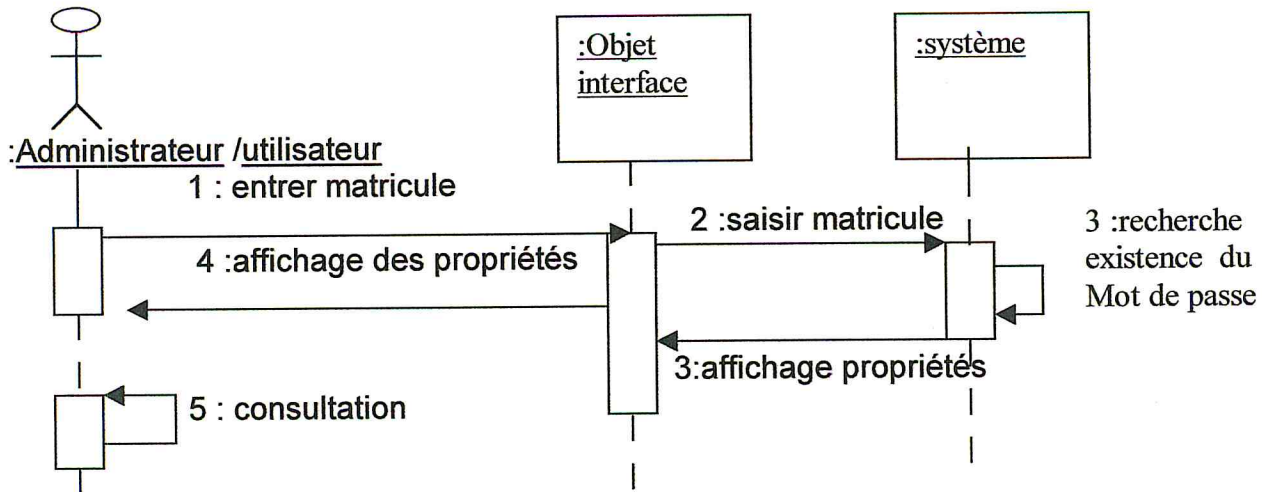 :Objet
interface
:système
:Administrateur /utilisateur
1 : entrer matricule
2 :saisir matricule
3 :recherche
existence du
Mot de passe
4 :affichage des propriétés
3:affichage propriétés
5 : consultation